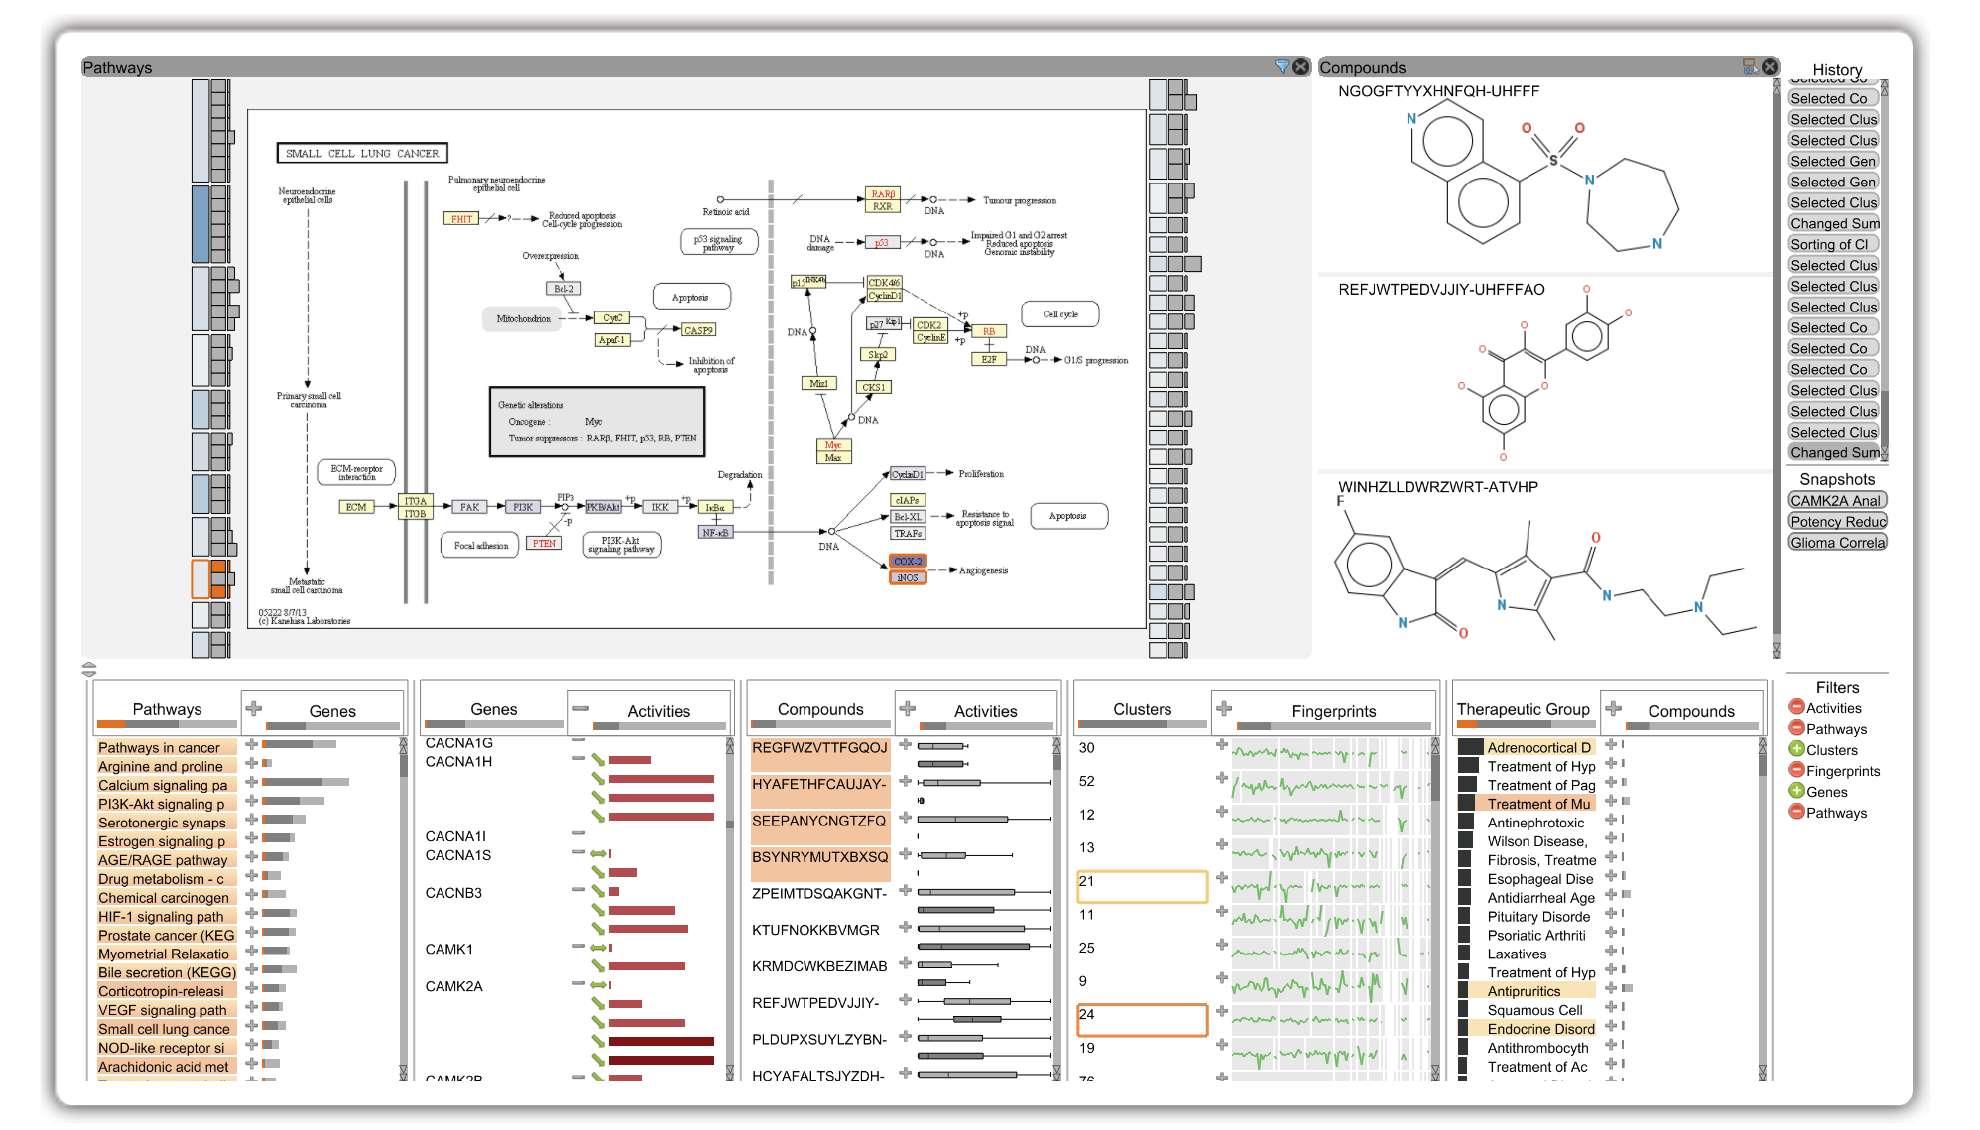 Pathways
Compounds
History
NGOGFTYYXHNFQH-UHFFF
N
O
O
S
N
N
REFJWTPEDVJJIY-UHFFFAO
O
O
O
O
O
O
O
WINHZLLDWRZWRT-ATVHP
F
O
N
N
N
N
O
SMALL CELL LUNG CANCER
Neuroendocrine
epithelial cells
Pulmonary neuroendocrine
epithelial cell
FHIT
?
Reduced apoptosis
Cell-cycle progression
Retinoic acid
RARβ
RXR
DNA
Tumour progression
p53 signaling
pathway
DNA
damage
p53
DNA
Impaired G1 and G2 arrest
Reduced apoptosis
Genomic instability
Overexpression
Bcl-2
Apoptosis
Mitochondrion
CytC
Apaf-1
CASP9
Inhibition of
apoptosis
p15INK4b
CDK4/6
CyclinD1
p27Kip1
CDK2
CyclinE
+p
+p
RB
Cell cycle
DNA
Skp2
E2F
DNA
G1/S progression
Miz1
CKS1
DNA
Myc
Max
Primary small cell
carcinoma
Genetic alterations
Oncogene : Myc
Tumor suppressors : RARβ, FHIT, p53, RB, PTEN
ECM-receptor
interaction
Degradation
ECM
ITGA
ITGB
FAK
PI3K
PIP3
-p
PKB/Akt
+p
IKK
+p
IκBα
NF-κB
Focal adhesion
PTEN
PI3K-Akt
signaling pathway
DNA
CyclinD1
Proliferation
cIAPs
Bcl-XL
TRAFs
Resistance to
apoptosis signal
Apoptosis
COX-2
iNOS
Angiogenesis
Metastatic
small cell carcinoma
05222 8/7/13
(c) Kanehisa Laboratories
Selected Co
Selected Clus
Selected Clus
Selected Gen
Selected Gen
Selected Clus
Changed Sum
Sorting of Cl
Selected Clus
Selected Clus
Selected Clus
Selected Co
Selected Co
Selected Co
Selected Clus
Selected Clus
Selected Clus
Changed Sum
Snapshots
CAMK2A Anal
Potency Reduc
Glioma Correla
Filters
Activities
Pathways
Clusters
Fingerprints
Genes
Pathways
Pathways
Genes
Pathways in cancer
Arginine and proline
Calcium signaling pa
PI3K-Akt signaling p
Serotonergic synaps
Estrogen signaling p
AGE/RAGE pathway
Drug metabolism - c
Chemical carcinogen
HIF-1 signaling path
Prostate cancer (KEG
Myometrial Relaxatio
Bile secretion (KEGG)
Corticotropin-releasi
VEGF signaling path
Small cell lung cance
NOD-like receptor si
Arachidonic acid met
Genes
Activities
CACNA1G
CACNA1H
CACNA1I
CACNA1S
CACNB3
CAMK1
CAMK2A
CAMK2B
Compounds
Activities
REGFWZVTTFGQOJ
HYAFETHFCAUJAY-
SEEPANYCNGTZFQ
BSYNRYMUTXBXSQ
ZPEIMTDSQAKGNT-
KTUFNOKKBVMGR
KRMDCWKBEZIMAB
REFJWTPEDVJJIY-
PLDUPXSUYLZYBN-
HCYAFALTSJYZDH-
Clusters
Fingerprints
30
52
12
13
21
11
25
9
24
19
76
Therapeutic Group
Compounds
Adrenocortical D
Treatment of Hyp
Treatment of Pag
Treatment of Mu
Antinephrotoxic
Wilson Disease,
Fibrosis, Treatme
Esophageal Dise
Antidiarrheal Age
Pituitary Disorde
Psoriatic Arthriti
Laxatives
Treatment of Hyp
Antipruritics
Squamous Cell
Endocrine Disord
Antithrombocyth
Treatment of Ac